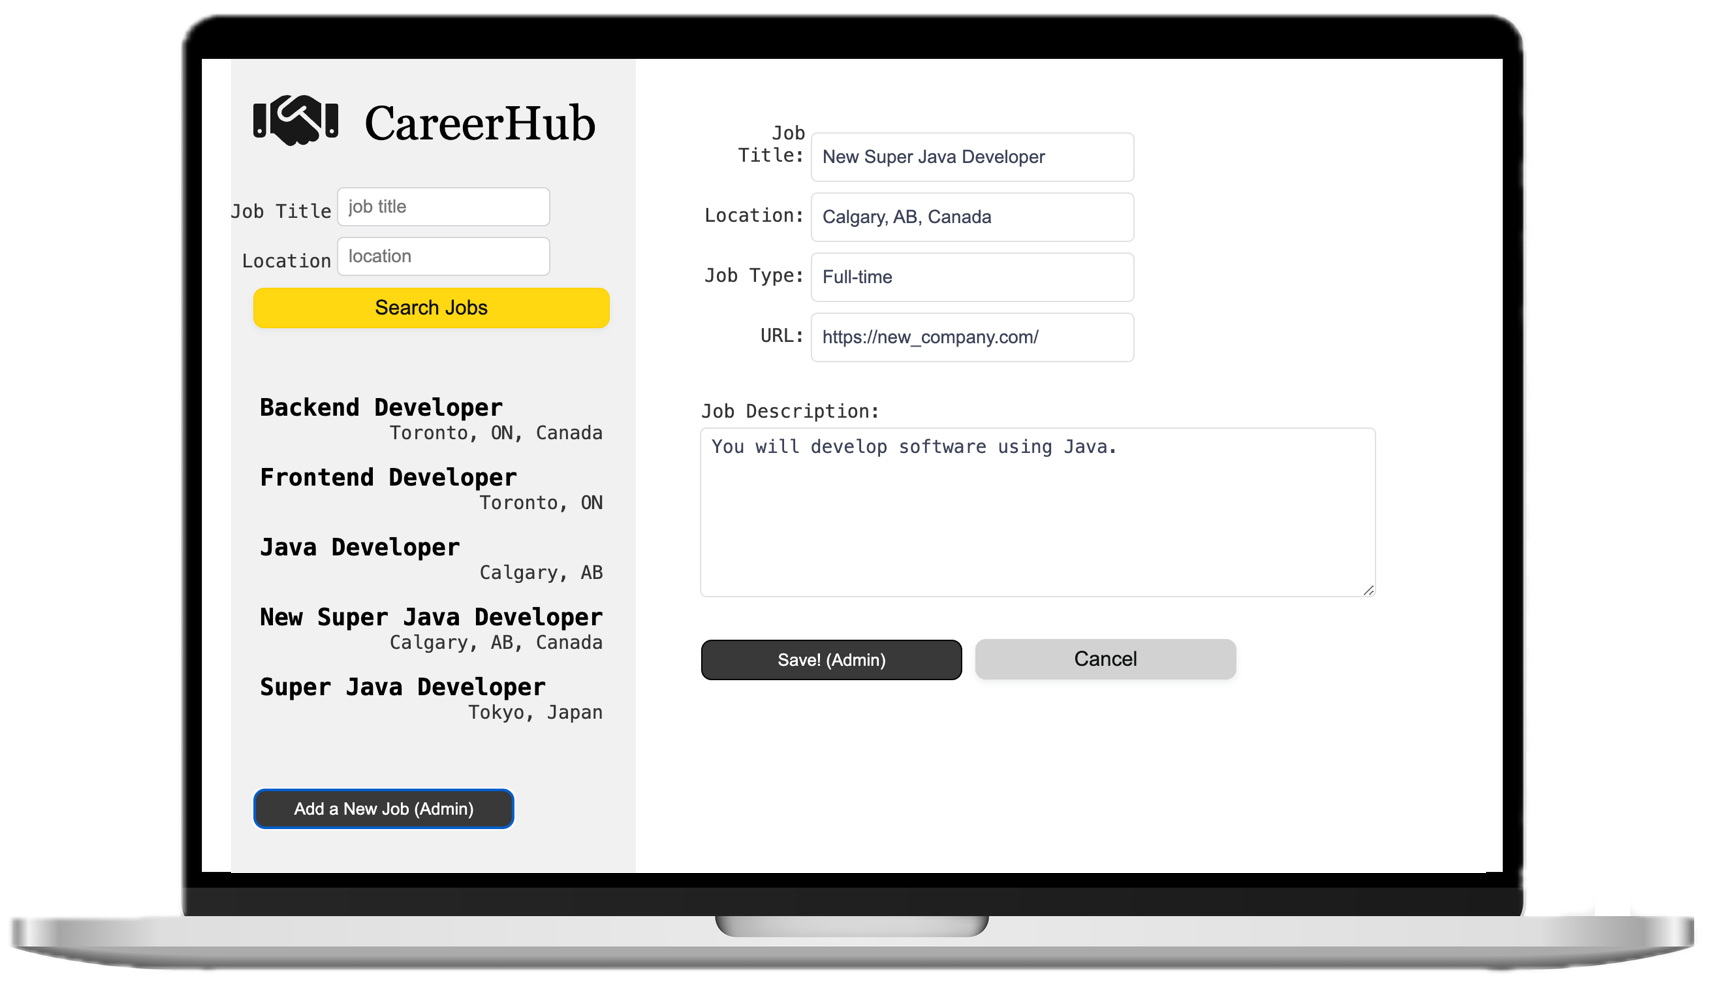 CareerHub
Job Title
job title
Location
location
Search Jobs
Backend Developer
Toronto, ON, Canada
Frontend Developer
Toronto, ON
Java Developer
Calgary, AB
New Super Java Developer
Calgary, AB, Canada
Super Java Developer
Tokyo, Japan
Add a New Job (Admin)
Job
Title:
New Super Java Developer
Location:
Calgary, AB, Canada
Job Type:
Full-time
URL:
https://new_company.com/
Job Description:
You will develop software using Java.
Save! (Admin)
Cancel